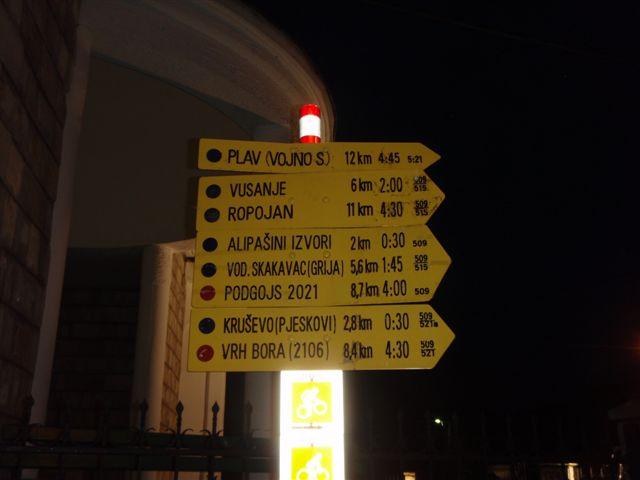 PLAV (VOJNO S.) 12 km 4:45 521
VUSANJE 6 km 2:00 509 515
ROPOJAN 11 km 4:30 509 515
ALIPAŠINI IZVORI 2 km 0:30 509
VOD. SKAKAVAC (GRIJA) 5,6 km 1:45 509 515
PODGOJS 2021 8,7 km 4:00 509
KRUŠEVO (PJESKOVI) 2,8 km 0:30 509 521a
VRH BORA (2106) 8,4 km 4:30 509 527